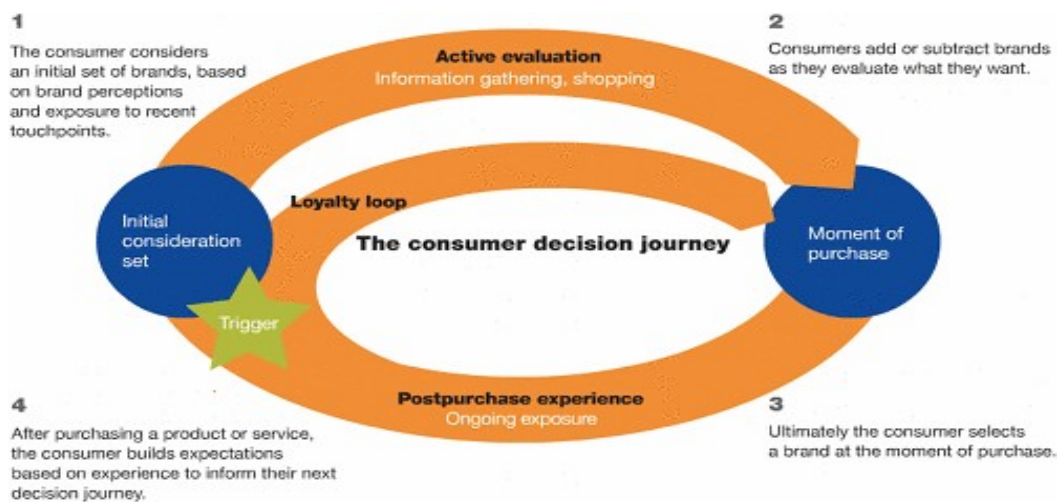 1
The consumer considers
an initial set of brands, based
on brand perceptions
and exposure to recent
touchpoints.
Active evaluation
Information gathering, shopping
2
Consumers add or subtract brands
as they evaluate what they want.
Loyalty loop
Initial
consideration
set
The consumer decision journey
Moment of
purchase
Trigger
Postpurchase experience
Ongoing exposure
3
Ultimately the consumer selects
a brand at the moment of purchase.
4
After purchasing a product or service,
the consumer builds expectations
based on experience to inform their next
decision journey.